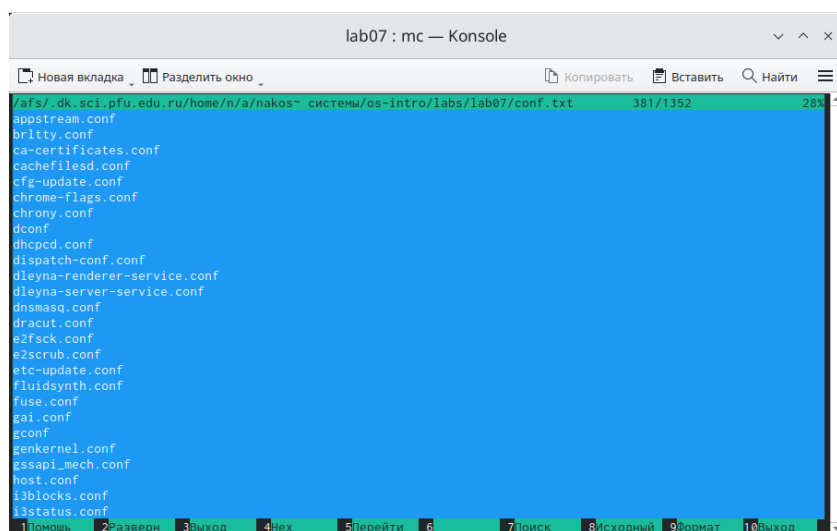 lab07 : mc — Konsole
Новая вкладка Разделить окно Копировать Вставить Найти
/afs/.dk.sci.pfu.edu.ru/home/n/a/nakos~ системы/os-intro/labs/lab07/conf.txt 381/1352 28%
appstream.conf
brltty.conf
ca-certificates.conf
cachefilesd.conf
cfg-update.conf
chrome-flags.conf
chrony.conf
dconf
dhcpcd.conf
dispatch-conf.conf
dleyna-renderer-service.conf
dleyna-server-service.conf
dnsmasq.conf
dracut.conf
e2fsck.conf
e2scrub.conf
etc-update.conf
fluidsynth.conf
fuse.conf
gai.conf
gconf
genkernel.conf
gssapi_mech.conf
host.conf
i3blocks.conf
i3status.conf
1Помощь 2Разверн 3Выход 4Hex 5Перейти 6 7Поиск 8Исходный 9Формат 10Выход